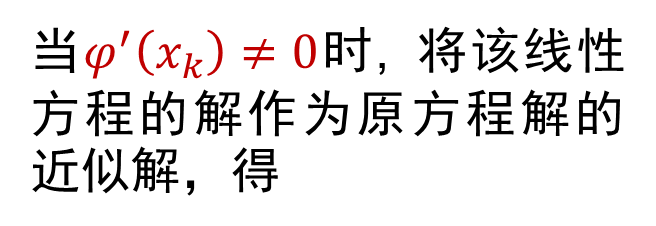 当φ′(xₖ) ≠ 0时, 将该线性
方程的解作为原方程解的
近似解，得